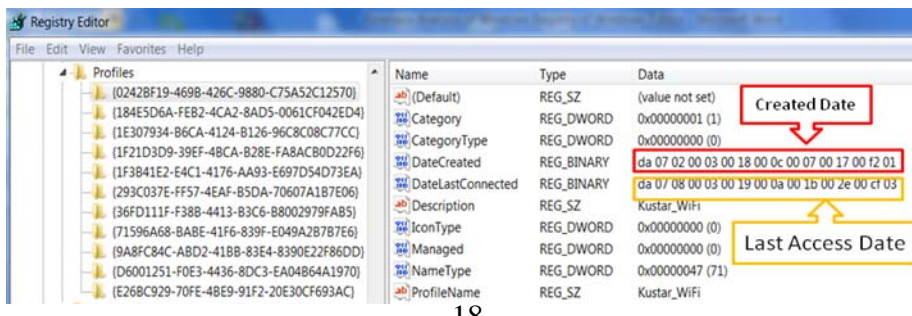 Registry Editor
File Edit View Favorites Help
Profiles
{0242BF19-469B-426C-9880-C75A52C12570}
{184E5D6A-FEB2-4CA2-8AD5-0061CF042ED4}
{1E307934-B6CA-4124-B126-96C8C08C77CC}
{1F21D3D9-39EF-4BCA-B28E-FA8ACB0D22F6}
{1F3B41E2-E4C1-4176-AA93-E697D54D73EA}
{293C037E-FF57-4EAF-B5DA-70607A1B7E06}
{36FD111F-F38B-4413-B3C6-B8002979FAB5}
{71596A68-BABE-41F6-839F-E049A2B7B7E6}
{9A8FC84C-ABD2-41BB-83E4-8390E22F86DD}
{D6001251-F0E3-4436-8DC3-EA04B64A1970}
{E26BC929-70FE-4BE9-91F2-20E30CF693AC}
Name Type Data
(Default) REG_SZ (value not set)
Category REG_DWORD 0x00000001 (1)
CategoryType REG_DWORD 0x00000000 (0)
DateCreated REG_BINARY da 07 02 00 03 00 18 00 0c 00 07 00 17 00 f2 01
DateLastConnected REG_BINARY da 07 08 00 03 00 19 00 0a 00 1b 00 2e 00 cf 03
Description REG_SZ Kustar_WiFi
IconType REG_DWORD 0x00000000 (0)
Managed REG_DWORD 0x00000000 (0)
NameType REG_DWORD 0x00000047 (71)
ProfileName REG_SZ Kustar_WiFi
Created Date
Last Access Date
18